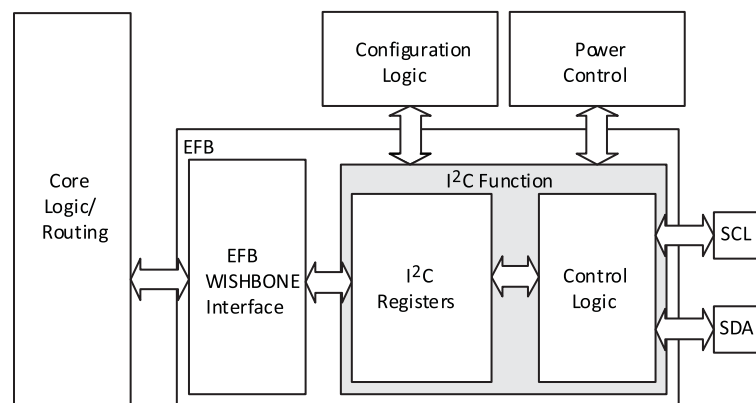 Configuration
Logic
Power
Control
EFB
I²C Function
Core
Logic/
Routing
EFB
WISHBONE
Interface
I²C
Registers
Control
Logic
SCL
SDA